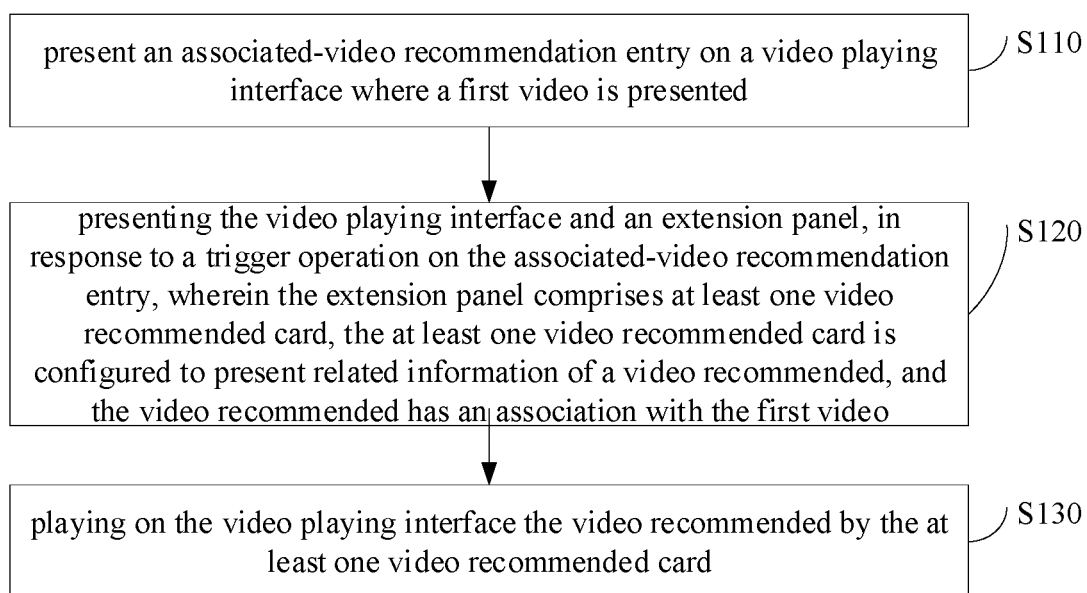 present an associated-video recommendation entry on a video playing
interface where a first video is presented
S110
presenting the video playing interface and an extension panel, in
response to a trigger operation on the associated-video recommendation
entry, wherein the extension panel comprises at least one video
recommended card, the at least one video recommended card is
configured to present related information of a video recommended, and
the video recommended has an association with the first video
S120
playing on the video playing interface the video recommended by the at
least one video recommended card
S130